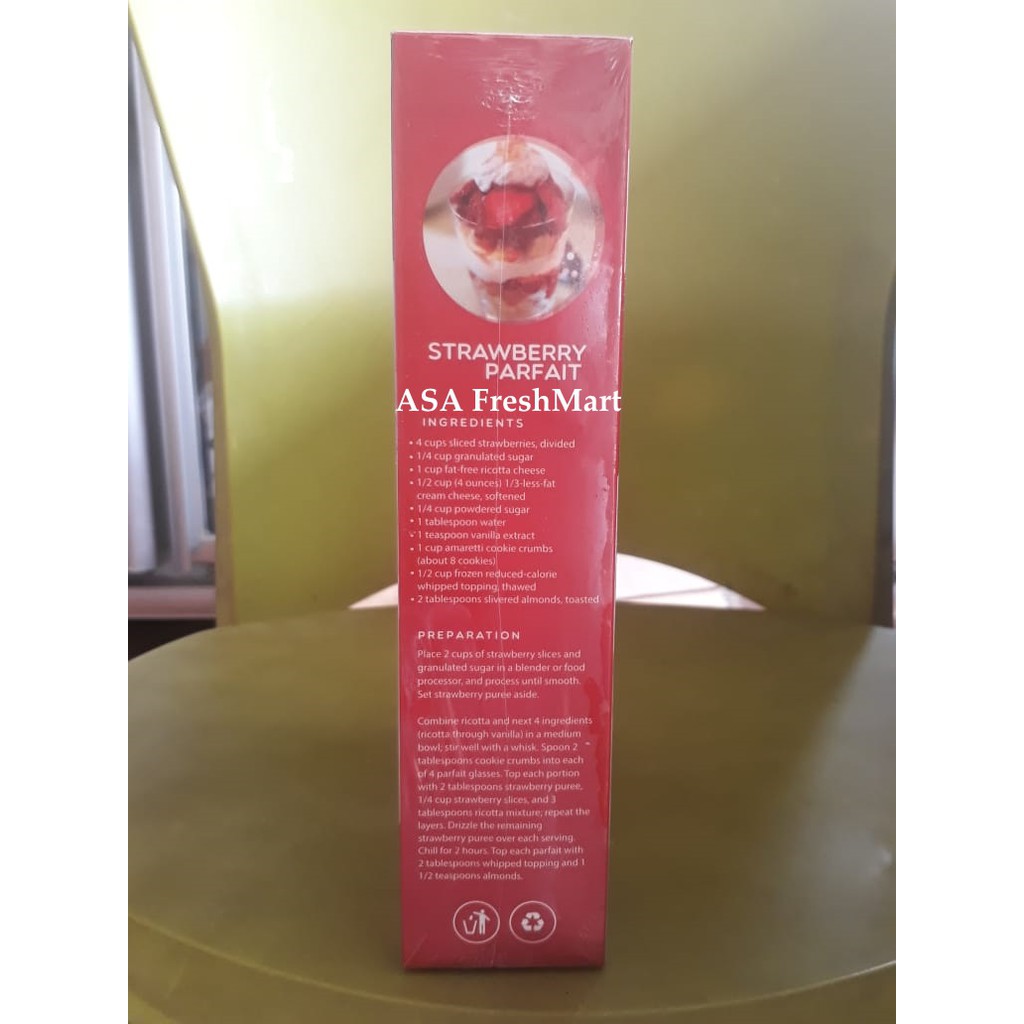 STRAWBERRY
PARFAIT
ASA FreshMart
INGREDIENTS
• 4 cups sliced strawberries, divided
• 1/4 cup granulated sugar
• 1 cup fat-free ricotta cheese
• 1/2 cup (4 ounces) 1/3-less-fat
cream cheese, softened
• 1/4 cup powdered sugar
• 1 tablespoon water
• 1 teaspoon vanilla extract
• 1 cup amaretti cookie crumbs
(about 8 cookies)
• 1/2 cup frozen reduced-calorie
whipped topping, thawed
• 2 tablespoons slivered almonds, toasted
PREPARATION
Place 2 cups of strawberry slices and
granulated sugar in a blender or food
processor, and process until smooth.
Set strawberry puree aside.
Combine ricotta and next 4 ingredients
(ricotta through vanilla) in a medium
bowl; stir well with a whisk. Spoon 2
tablespoons cookie crumbs into each
of 4 parfait glasses. Top each portion
with 2 tablespoons strawberry puree,
1/4 cup strawberry slices, and 3
tablespoons ricotta mixture; repeat the
layers. Drizzle the remaining
strawberry puree over each serving.
Chill for 2 hours. Top each parfait with
2 tablespoons whipped topping and 1
1/2 teaspoons almonds.